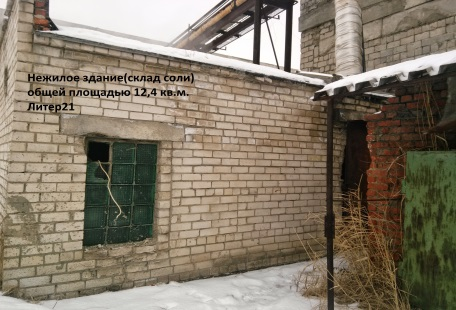 Нежилое здание(склад соли)
общей площадью 12,4 кв.м.
Литер21